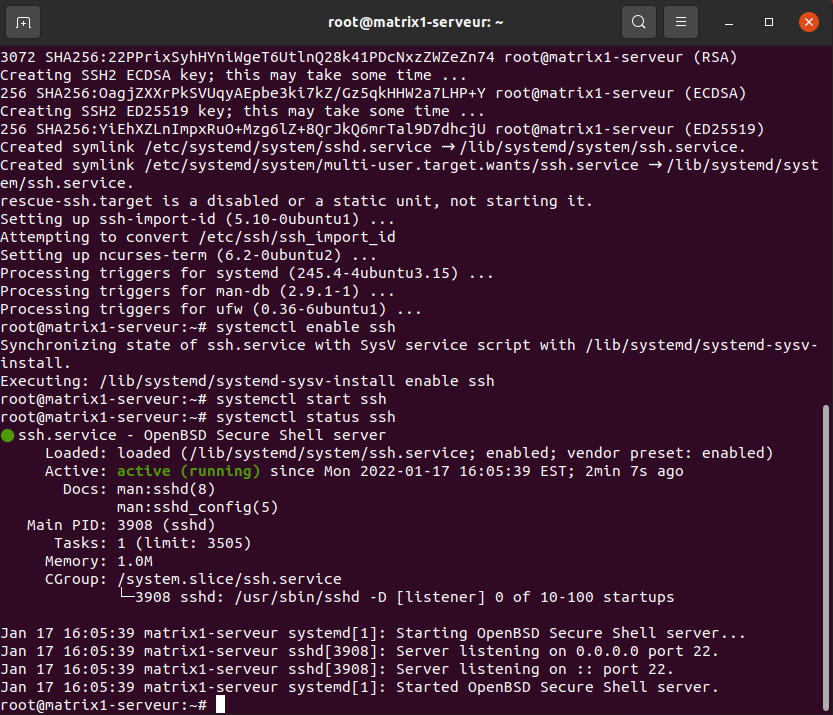 root@matrix1-serveur: ~
3072 SHA256:22PPrixSyhHYniWgeT6UtlnQ28k41PDcNxzZWZeZn74 root@matrix1-serveur (RSA)
Creating SSH2 ECDSA key; this may take some time ...
256 SHA256:OagjZXXrPkSVUqyAEpbe3ki7kZ/Gz5qkHHW2a7LHP+Y root@matrix1-serveur (ECDSA)
Creating SSH2 ED25519 key; this may take some time ...
256 SHA256:YiEhXZLnImpxRuO+Mzg6lZ+8QrJkQ6mrTal9D7dhcjU root@matrix1-serveur (ED25519)
Created symlink /etc/systemd/system/sshd.service → /lib/systemd/system/ssh.service.
Created symlink /etc/systemd/system/multi-user.target.wants/ssh.service → /lib/systemd/syst
em/ssh.service.
rescue-ssh.target is a disabled or a static unit, not starting it.
Setting up ssh-import-id (5.10-0ubuntu1) ...
Attempting to convert /etc/ssh/ssh_import_id
Setting up ncurses-term (6.2-0ubuntu2) ...
Processing triggers for systemd (245.4-4ubuntu3.15) ...
Processing triggers for man-db (2.9.1-1) ...
Processing triggers for ufw (0.36-6ubuntu1) ...
root@matrix1-serveur:~# systemctl enable ssh
Synchronizing state of ssh.service with SysV service script with /lib/systemd/systemd-sysv-
install.
Executing: /lib/systemd/systemd-sysv-install enable ssh
root@matrix1-serveur:~# systemctl start ssh
root@matrix1-serveur:~# systemctl status ssh
● ssh.service - OpenBSD Secure Shell server
     Loaded: loaded (/lib/systemd/system/ssh.service; enabled; vendor preset: enabled)
     Active: active (running) since Mon 2022-01-17 16:05:39 EST; 2min 7s ago
       Docs: man:sshd(8)
             man:sshd_config(5)
   Main PID: 3908 (sshd)
      Tasks: 1 (limit: 3505)
     Memory: 1.0M
     CGroup: /system.slice/ssh.service
             └─3908 sshd: /usr/sbin/sshd -D [listener] 0 of 10-100 startups

Jan 17 16:05:39 matrix1-serveur systemd[1]: Starting OpenBSD Secure Shell server...
Jan 17 16:05:39 matrix1-serveur sshd[3908]: Server listening on 0.0.0.0 port 22.
Jan 17 16:05:39 matrix1-serveur sshd[3908]: Server listening on :: port 22.
Jan 17 16:05:39 matrix1-serveur systemd[1]: Started OpenBSD Secure Shell server.
root@matrix1-serveur:~#